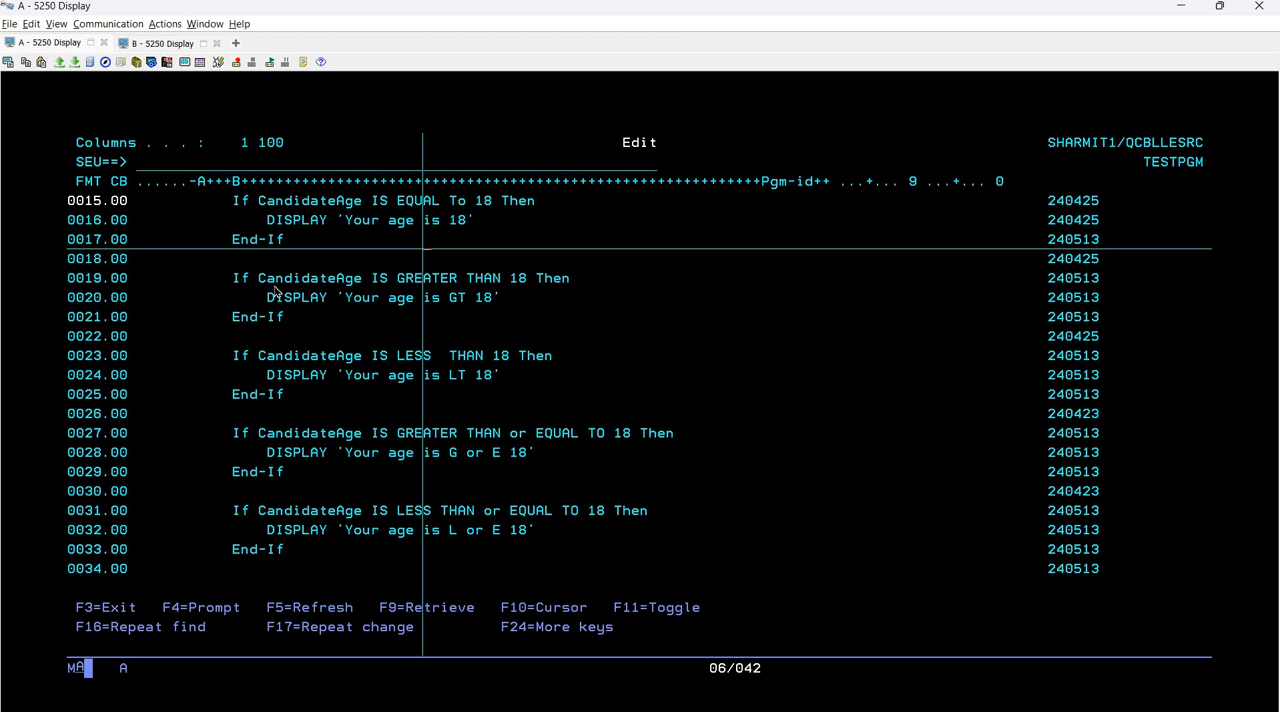 A - 5250 Display
File Edit View Communication Actions Window Help
A - 5250 Display B - 5250 Display
Columns . . . : 1 100 Edit SHARMIT1/QCBLLESRC
SEU==> TESTPGM
FMT CB ......-A+++B++++++++++++++++++++++++++++++++++++++++++++++++++++++++++++Pgm-id++ ...+... 9 ...+... 0
0015.00 If CandidateAge IS EQUAL To 18 Then 240425
0016.00 DISPLAY 'Your age is 18' 240425
0017.00 End-If 240513
0018.00 240425
0019.00 If CandidateAge IS GREATER THAN 18 Then 240513
0020.00 DISPLAY 'Your age is GT 18' 240513
0021.00 End-If 240513
0022.00 240425
0023.00 If CandidateAge IS LESS  THAN 18 Then 240513
0024.00 DISPLAY 'Your age is LT 18' 240513
0025.00 End-If 240513
0026.00 240423
0027.00 If CandidateAge IS GREATER THAN or EQUAL TO 18 Then 240513
0028.00 DISPLAY 'Your age is G or E 18' 240513
0029.00 End-If 240513
0030.00 240423
0031.00 If CandidateAge IS LESS THAN or EQUAL TO 18 Then 240513
0032.00 DISPLAY 'Your age is L or E 18' 240513
0033.00 End-If 240513
0034.00 240513
F3=Exit F4=Prompt F5=Refresh F9=Retrieve F10=Cursor F11=Toggle
F16=Repeat find F17=Repeat change F24=More keys
MA A 06/042